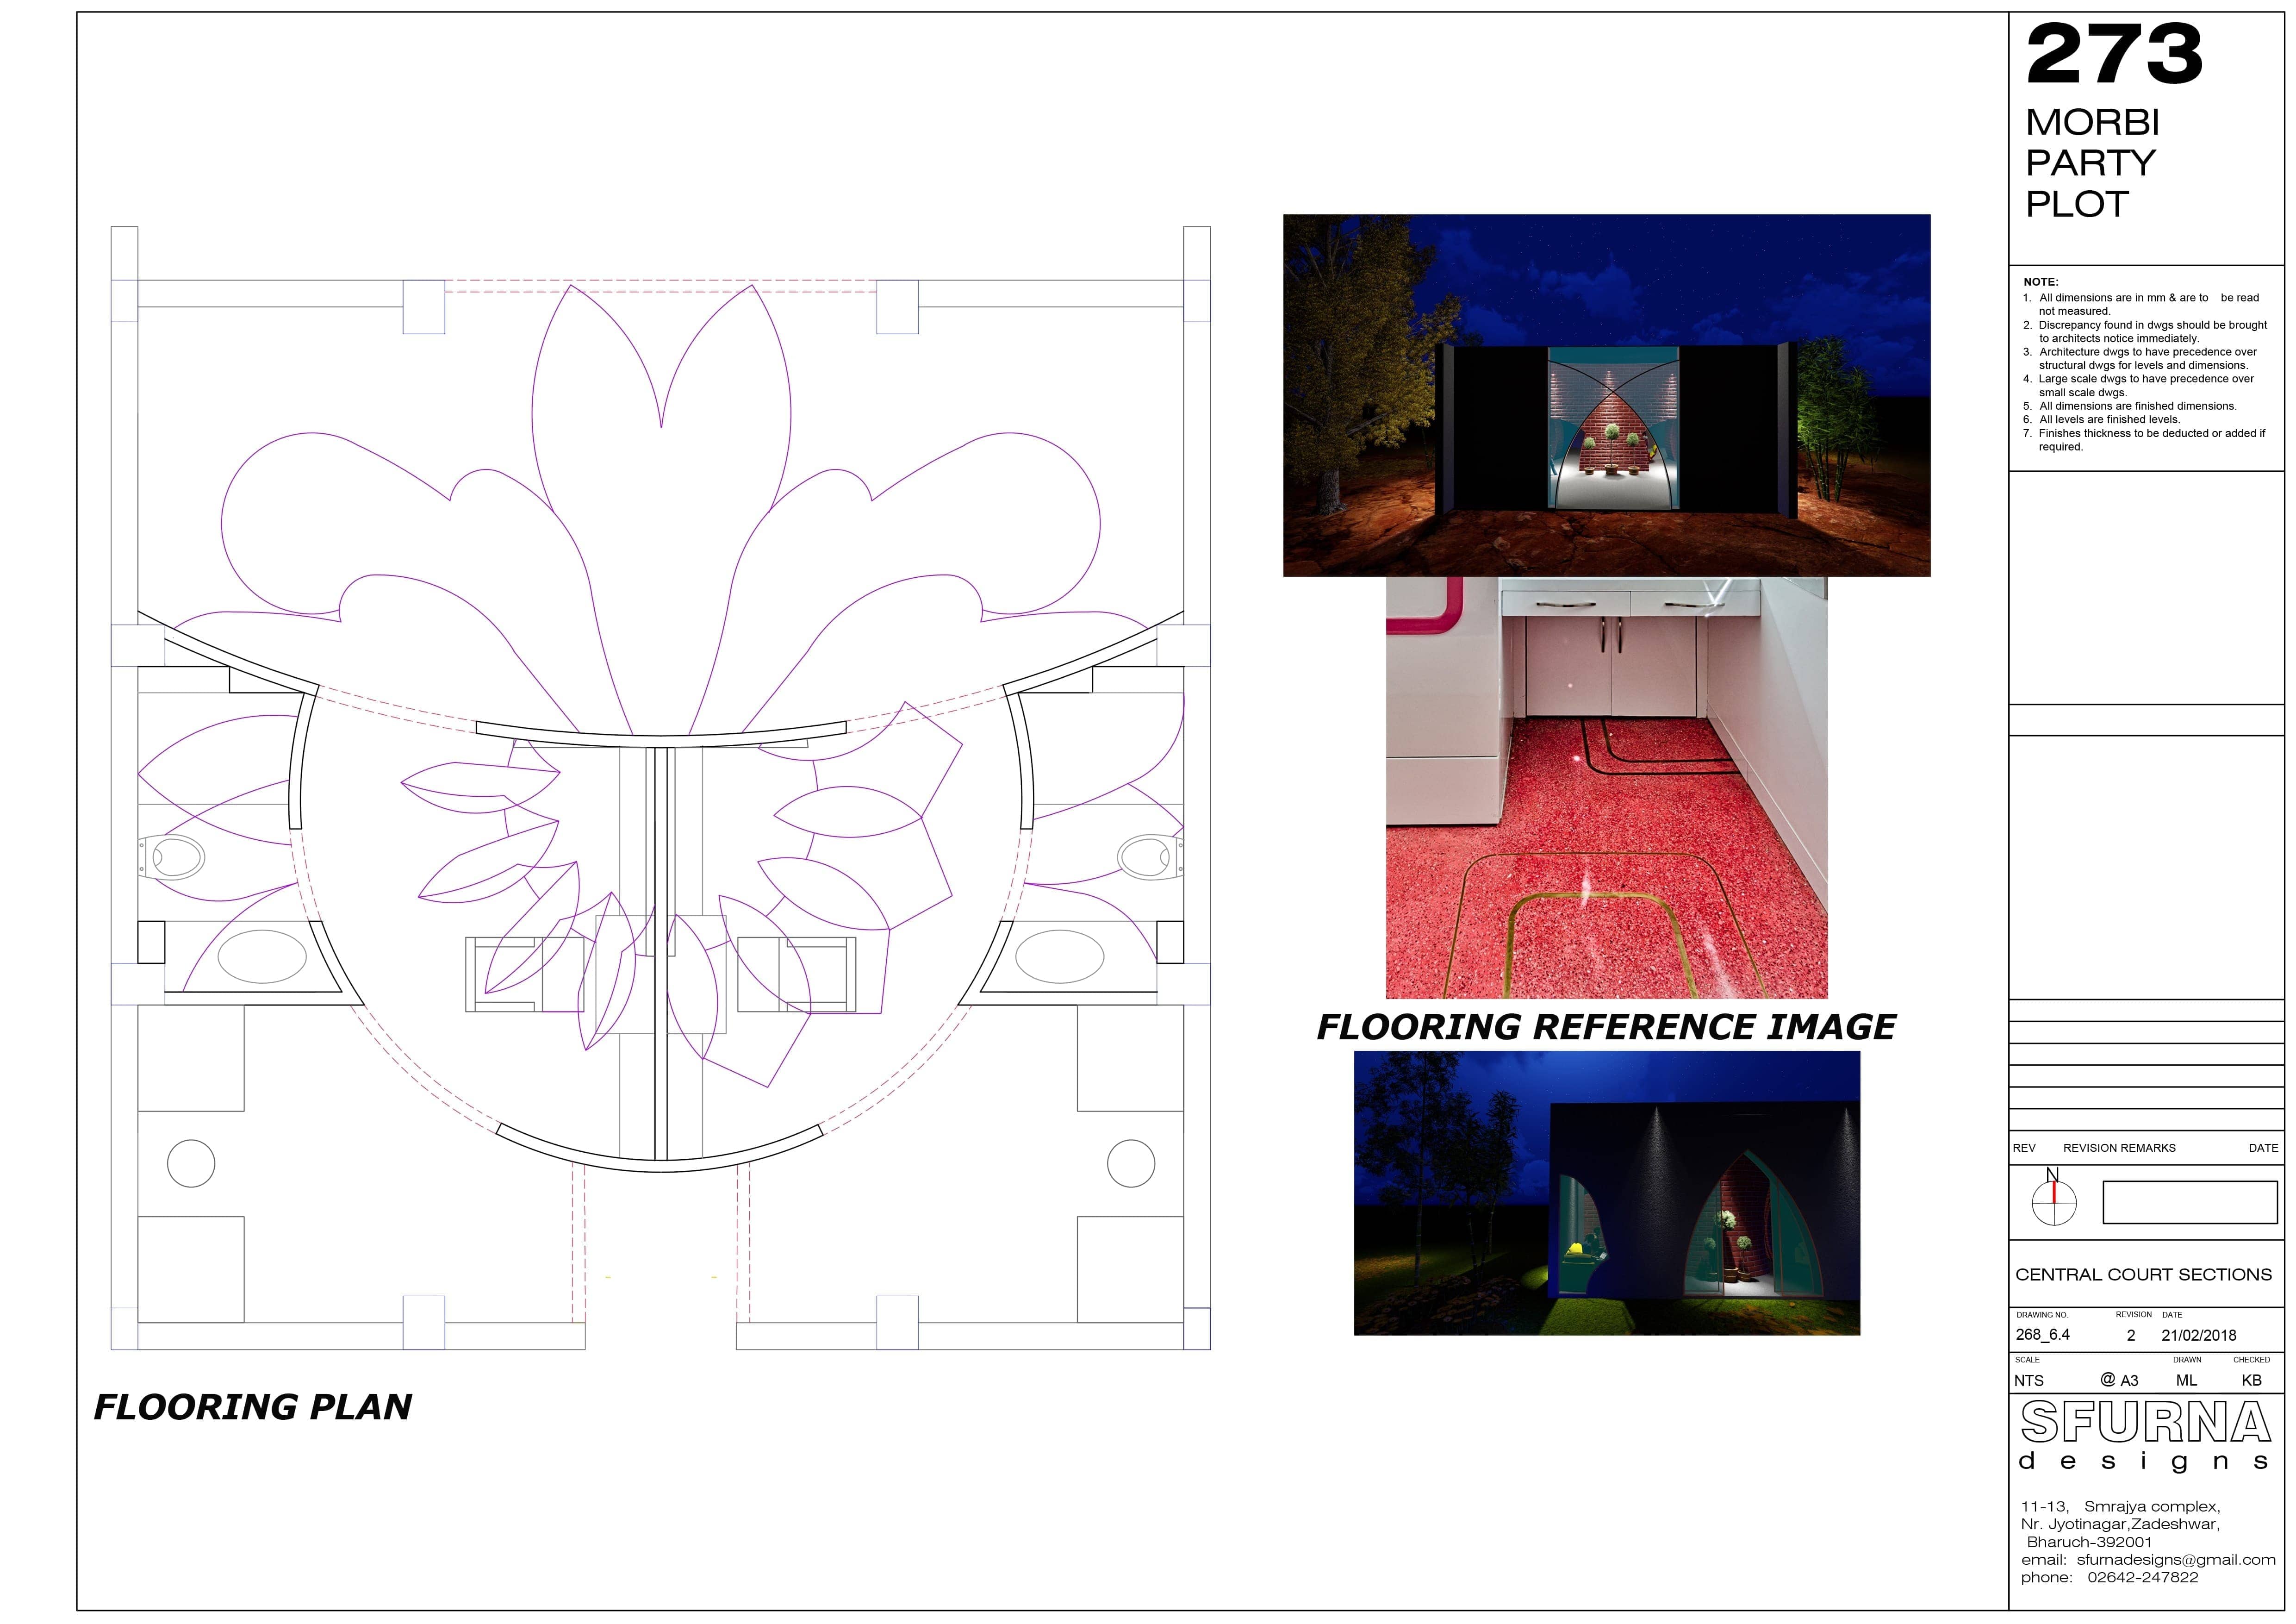 273
MORBI
PARTY
PLOT
NOTE:
1. All dimensions are in mm & are to be read
not measured.
2. Discrepancy found in dwgs should be brought
to architects notice immediately.
3. Architecture dwgs to have precedence over
structural dwgs for levels and dimensions.
4. Large scale dwgs to have precedence over
small scale dwgs.
5. All dimensions are finished dimensions.
6. All levels are finished levels.
7. Finishes thickness to be deducted or added if
required.
FLOORING REFERENCE IMAGE
FLOORING PLAN
REV REVISION REMARKS DATE
N
CENTRAL COURT SECTIONS
DRAWING NO. REVISION DATE
268_6.4 2 21/02/2018
SCALE DRAWN CHECKED
NTS @ A3 ML KB
SFURNA
designs
11-13, Smrajya complex,
Nr. Jyotinagar,Zadeshwar,
Bharuch-392001
email: sfurnadesigns@gmail.com
phone: 02642-247822